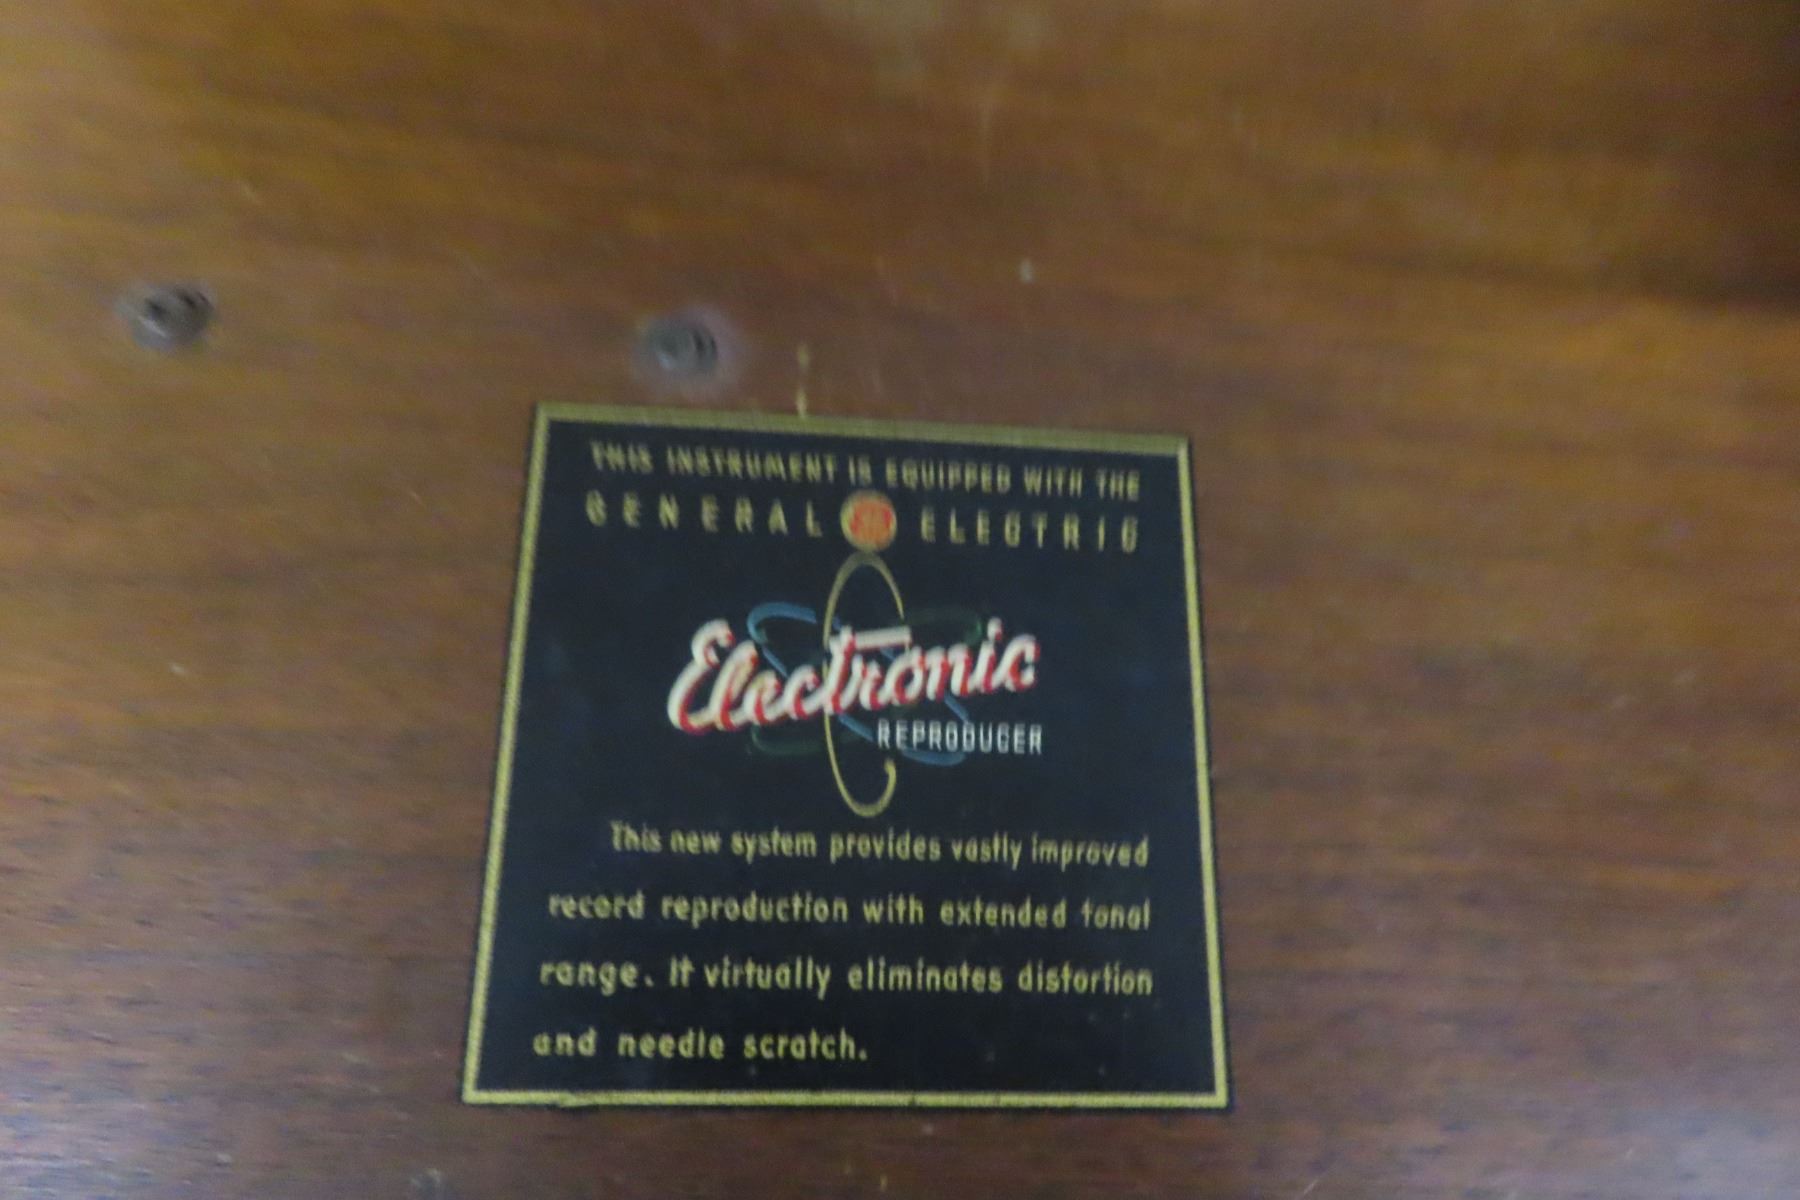 THIS INSTRUMENT IS EQUIPPED WITH THE
GENERAL GE ELECTRIC
Electronic
REPRODUCER
This new system provides vastly improved
record reproduction with extended tonal
range. It virtually eliminates distortion
and needle scratch.